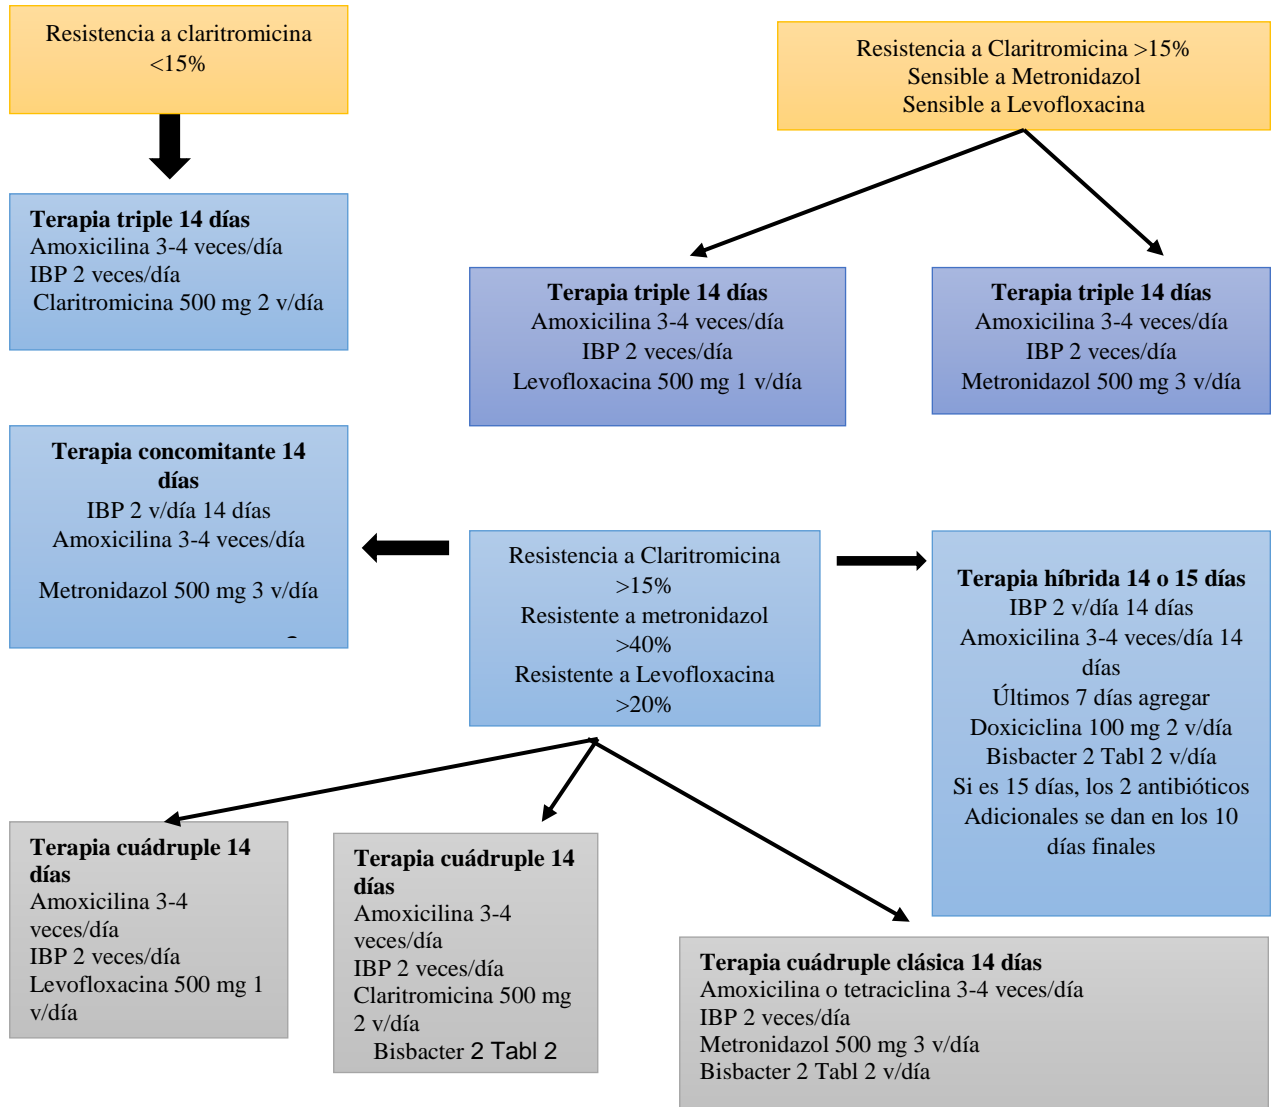 Resistencia a claritromicina
<15%
Resistencia a Claritromicina >15%
Sensible a Metronidazol
Sensible a Levofloxacina
Terapia triple 14 días
Amoxicilina 3-4 veces/día
IBP 2 veces/día
Claritromicina 500 mg 2 v/día
Terapia triple 14 días
Amoxicilina 3-4 veces/día
IBP 2 veces/día
Levofloxacina 500 mg 1 v/día
Terapia triple 14 días
Amoxicilina 3-4 veces/día
IBP 2 veces/día
Metronidazol 500 mg 3 v/día
Terapia concomitante 14
días
IBP 2 v/día 14 días
Amoxicilina 3-4 veces/día
Metronidazol 500 mg 3 v/día
Resistencia a Claritromicina
>15%
Resistente a metronidazol
>40%
Resistente a Levofloxacina
>20%
Terapia híbrida 14 o 15 días
IBP 2 v/día 14 días
Amoxicilina 3-4 veces/día 14
días
Últimos 7 días agregar
Doxiciclina 100 mg 2 v/día
Bisbacter 2 Tabl 2 v/día
Si es 15 días, los 2 antibióticos
Adicionales se dan en los 10
días finales
Terapia cuádruple 14
días
Amoxicilina 3-4
veces/día
IBP 2 veces/día
Levofloxacina 500 mg 1
v/día
Terapia cuádruple 14
días
Amoxicilina 3-4
veces/día
IBP 2 veces/día
Claritromicina 500 mg
2 v/día
Bisbacter 2 Tabl 2
Terapia cuádruple clásica 14 días
Amoxicilina o tetraciclina 3-4 veces/día
IBP 2 veces/día
Metronidazol 500 mg 3 v/día
Bisbacter 2 Tabl 2 v/día